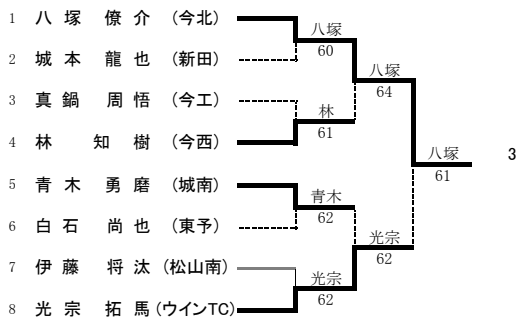 1 八塚 僚介 (今北)
八塚
60
2 城本 龍也 (新田)
八塚
64
3 真鍋 周悟 (今工)
林
61
4 林 知樹 (今西)
八塚
61
3
5 青木 勇磨 (城南)
青木
62
6 白石 尚也 (東予)
光宗
62
7 伊藤 将汰 (松山南)
光宗
62
8 光宗 拓馬 (ウインTC)